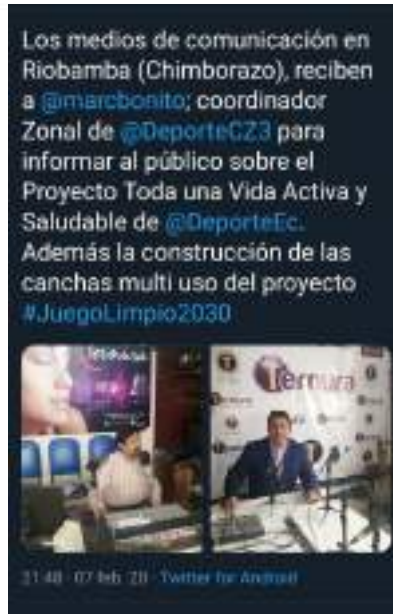 Los medios de comunicación en
Riobamba (Chimborazo), reciben
a @marcbonito; coordinador
Zonal de @DeporteCZ3 para
informar al público sobre el
Proyecto Toda una Vida Activa y
Saludable de @DeporteEc.
Además la construcción de las
canchas multi uso del proyecto
#JuegoLimpio2030
Ternura
21:48 · 07 feb. 20 · Twitter for Android